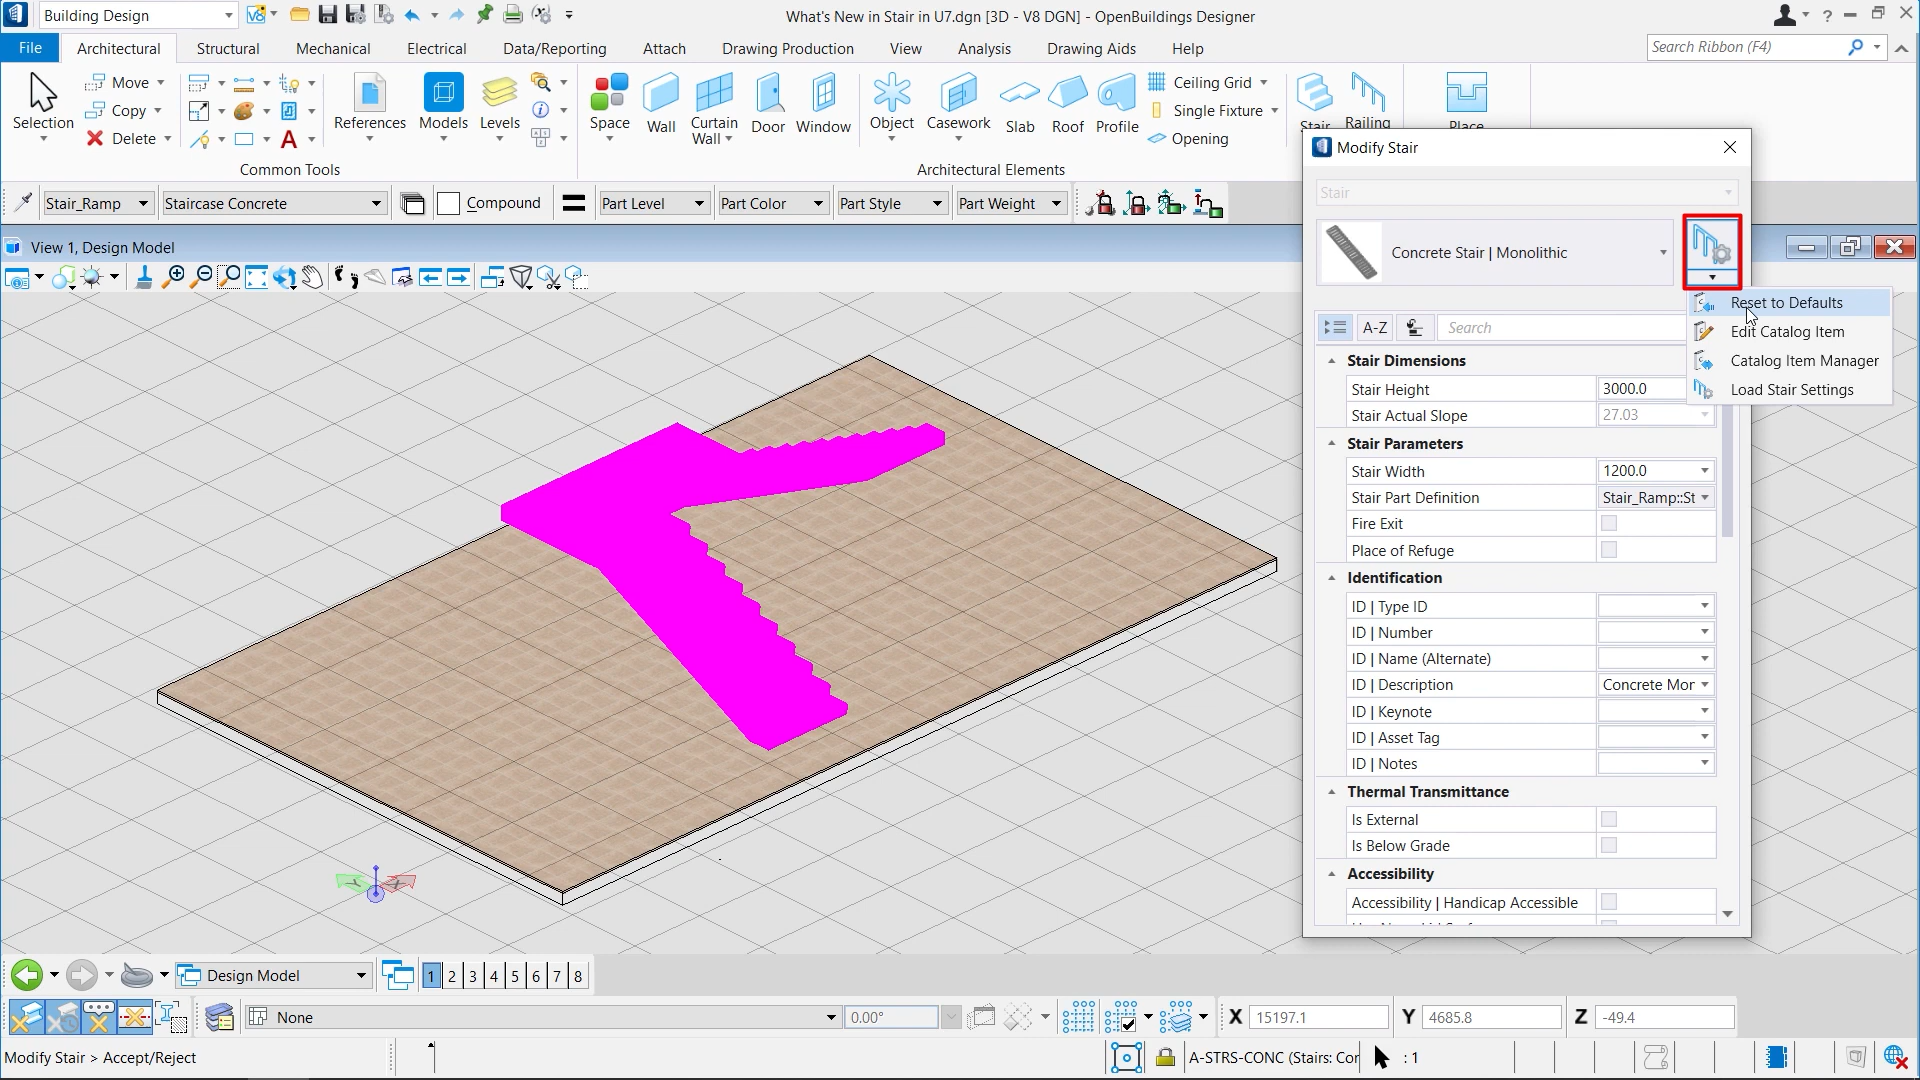 Building Design
What's New in Stair in U7.dgn [3D - V8 DGN] - OpenBuildings Designer
File Architectural Structural Mechanical Electrical Data/Reporting Attach Drawing Production View Analysis Drawing Aids Help
Search Ribbon (F4)
Selection
Move
Copy
Delete
References
Models
Levels
Common Tools
Space
Wall
Curtain
Wall
Door
Window
Object
Casework
Slab
Roof
Profile
Ceiling Grid
Single Fixture
Opening
Stair
Railing
Place
Architectural Elements
Stair_Ramp
Staircase Concrete
Compound
Part Level
Part Color
Part Style
Part Weight
View 1, Design Model
Modify Stair
Stair
Concrete Stair | Monolithic
Reset to Defaults
Edit Catalog Item
Catalog Item Manager
Load Stair Settings
A-Z
Search
Stair Dimensions
Stair Height 3000.0
Stair Actual Slope 27.03
Stair Parameters
Stair Width 1200.0
Stair Part Definition Stair_Ramp::St
Fire Exit
Place of Refuge
Identification
ID | Type ID
ID | Number
ID | Name (Alternate)
ID | Description Concrete Mor
ID | Keynote
ID | Asset Tag
ID | Notes
Thermal Transmittance
Is External
Is Below Grade
Accessibility
Accessibility | Handicap Accessible
Design Model
1 2 3 4 5 6 7 8
None
0.00°
X 15197.1 Y 4685.8 Z -49.4
Modify Stair > Accept/Reject
A-STRS-CONC (Stairs: Cor
: 1